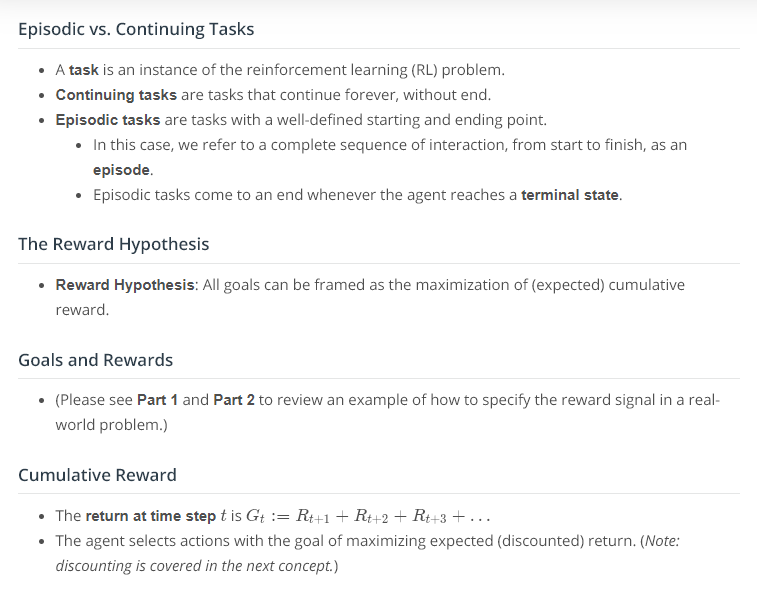 Episodic vs. Continuing Tasks
• A task is an instance of the reinforcement learning (RL) problem.
• Continuing tasks are tasks that continue forever, without end.
• Episodic tasks are tasks with a well-defined starting and ending point.
• In this case, we refer to a complete sequence of interaction, from start to finish, as an
episode.
• Episodic tasks come to an end whenever the agent reaches a terminal state.
The Reward Hypothesis
• Reward Hypothesis: All goals can be framed as the maximization of (expected) cumulative
reward.
Goals and Rewards
• (Please see Part 1 and Part 2 to review an example of how to specify the reward signal in a real-
world problem.)
Cumulative Reward
• The return at time step t is Gₜ := Rₜ₊₁ + Rₜ₊₂ + Rₜ₊₃ + …
• The agent selects actions with the goal of maximizing expected (discounted) return. (Note:
discounting is covered in the next concept.)